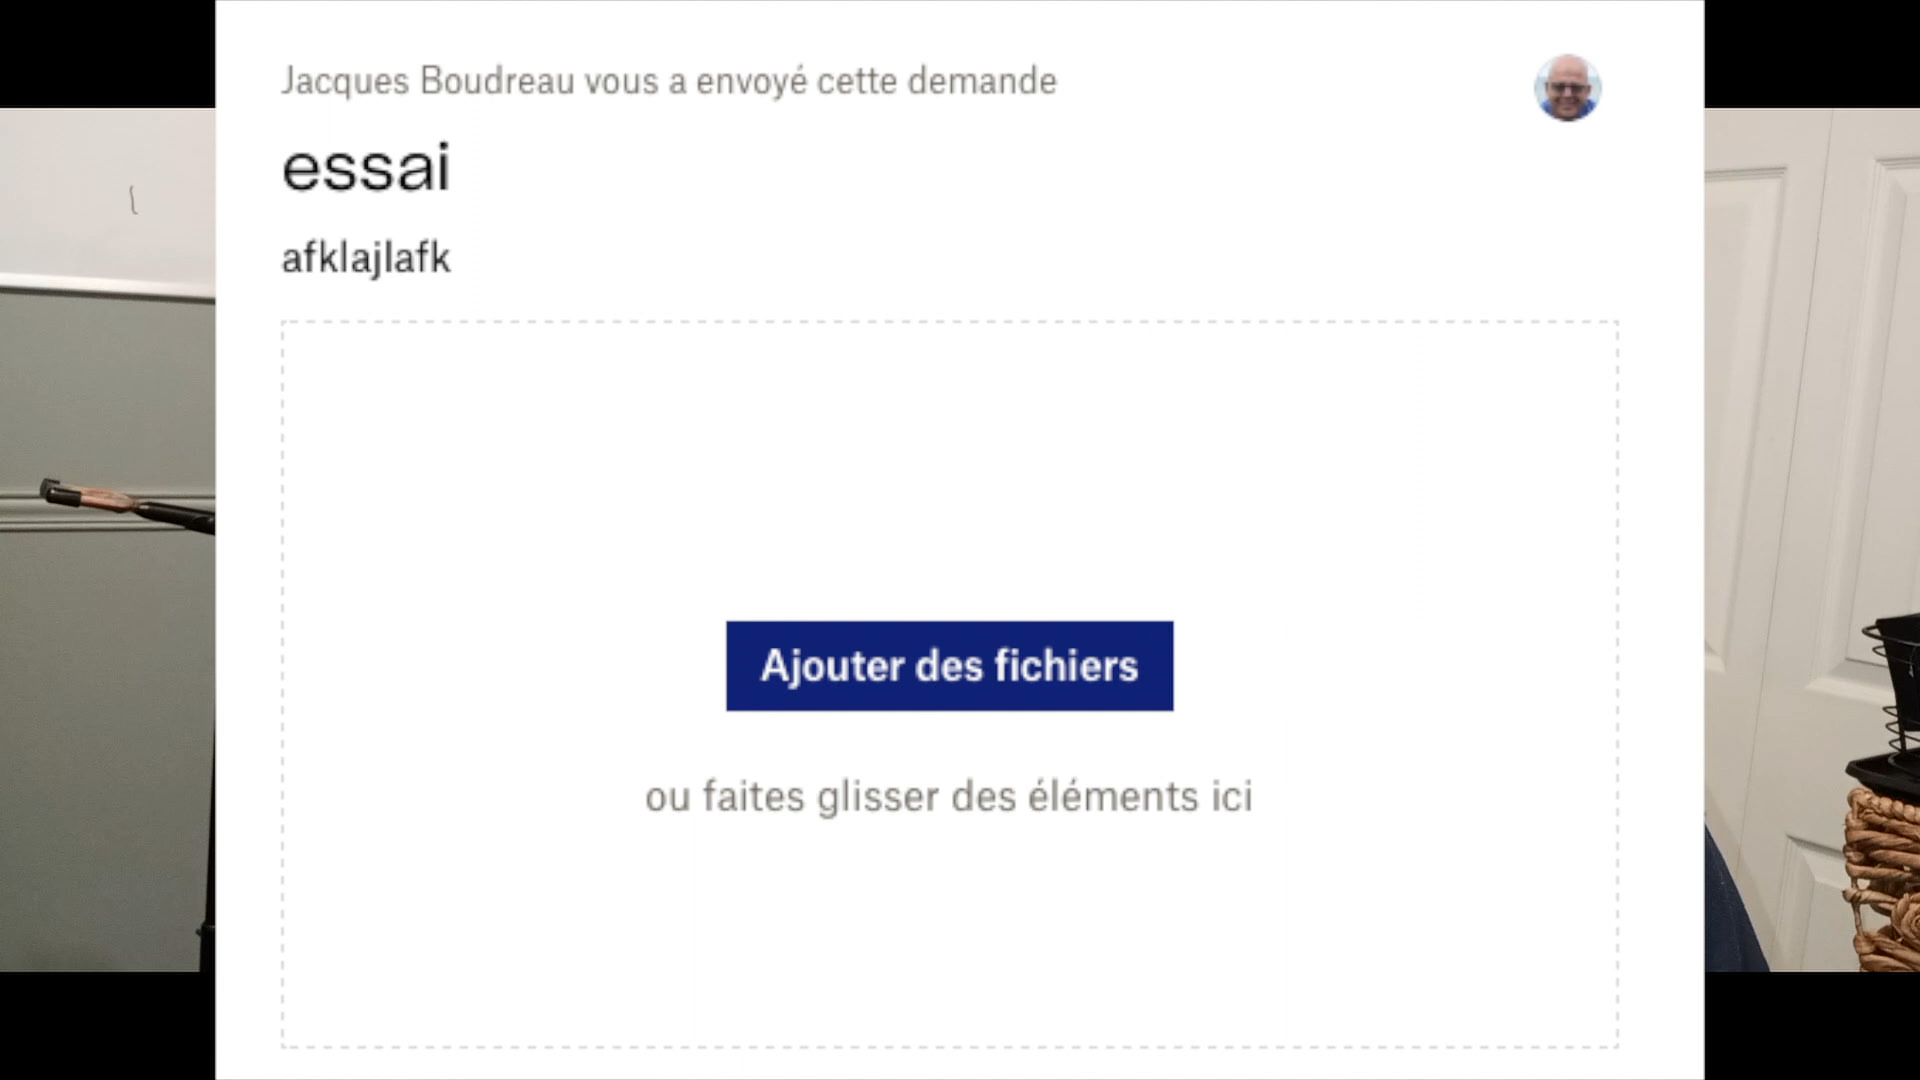 Jacques Boudreau vous a envoyé cette demande
essai
afklajlafk
Ajouter des fichiers
ou faites glisser des éléments ici